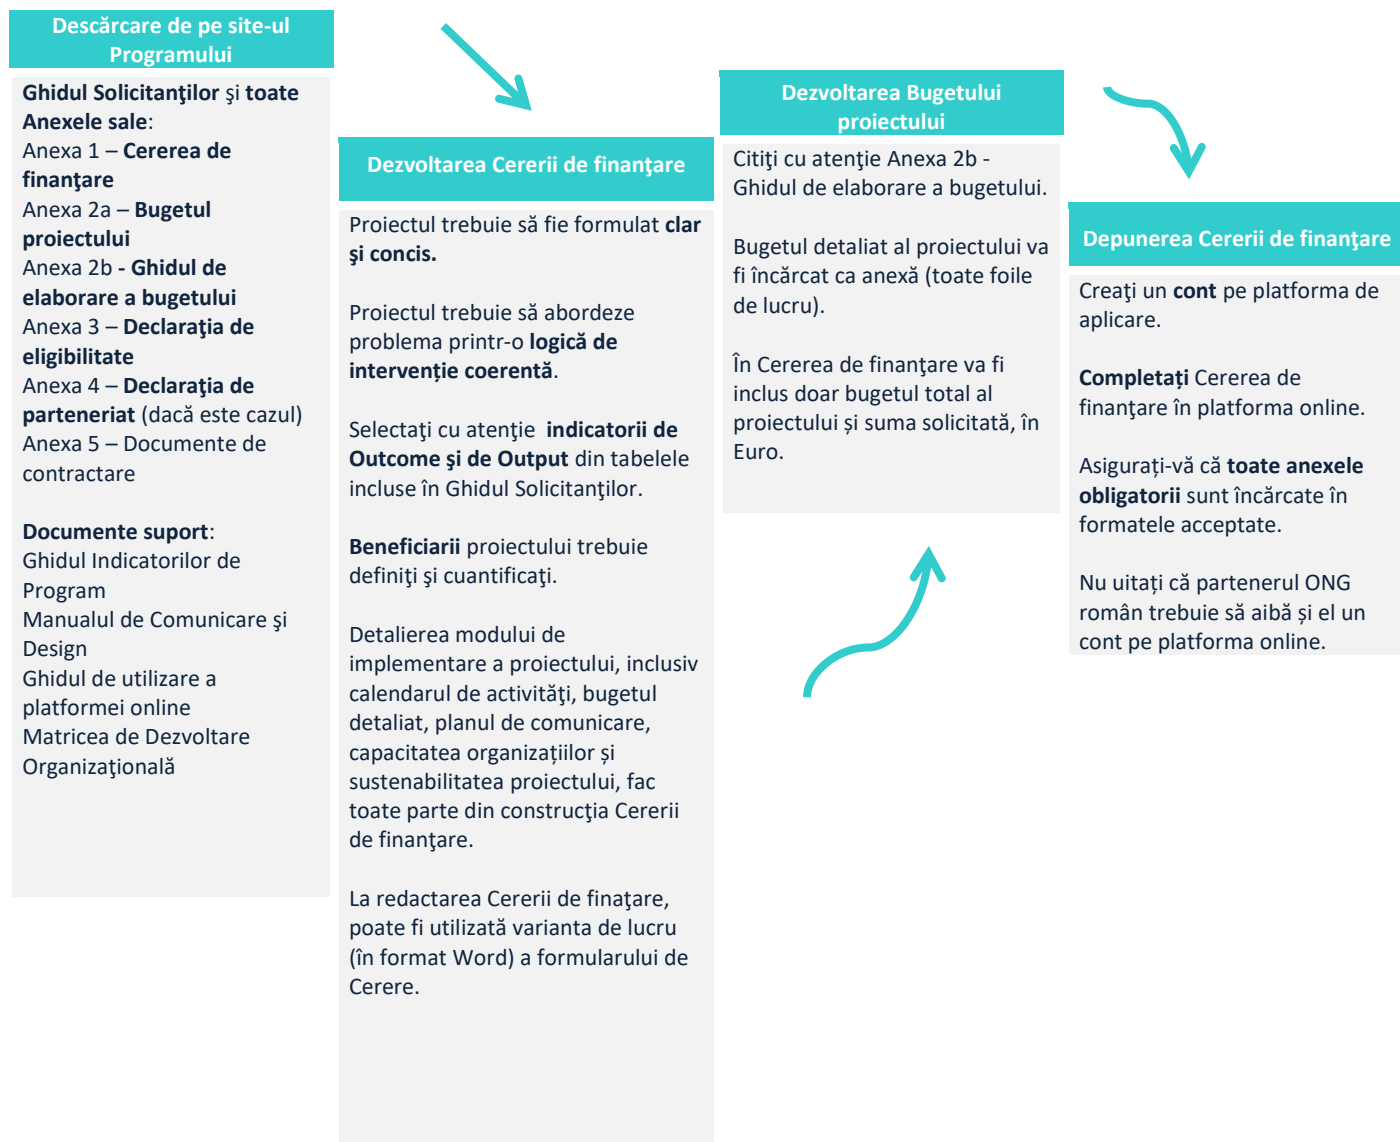 Descărcare de pe site-ul
Programului
Ghidul Solicitanţilor şi toate
Anexele sale:
Anexa 1 – Cererea de
finanţare
Anexa 2a – Bugetul
proiectului
Anexa 2b - Ghidul de
elaborare a bugetului
Anexa 3 – Declaraţia de
eligibilitate
Anexa 4 – Declaraţia de
parteneriat (dacă este cazul)
Anexa 5 – Documente de
contractare
Documente suport:
Ghidul Indicatorilor de
Program
Manualul de Comunicare şi
Design
Ghidul de utilizare a
platformei online
Matricea de Dezvoltare
Organizaţională
Dezvoltarea Cererii de finanţare
Proiectul trebuie să fie formulat clar
şi concis.
Proiectul trebuie să abordeze
problema printr-o logică de
intervenție coerentă.
Selectaţi cu atenţie  indicatorii de
Outcome şi de Output din tabelele
incluse în Ghidul Solicitanţilor.
Beneficiarii proiectului trebuie
definiţi şi cuantificaţi.
Detalierea modului de
implementare a proiectului, inclusiv
calendarul de activităţi, bugetul
detaliat, planul de comunicare,
capacitatea organizațiilor și
sustenabilitatea proiectului, fac
toate parte din construcţia Cererii
de finanţare.
La redactarea Cererii de finaţare,
poate fi utilizată varianta de lucru
(în format Word) a formularului de
Cerere.
Dezvoltarea Bugetului
proiectului
Citiţi cu atenţie Anexa 2b -
Ghidul de elaborare a bugetului.
Bugetul detaliat al proiectului va
fi încărcat ca anexă (toate foile
de lucru).
În Cererea de finanţare va fi
inclus doar bugetul total al
proiectului și suma solicitată, în
Euro.
Depunerea Cererii de finanţare
Creaţi un cont pe platforma de
aplicare.
Completați Cererea de
finanţare în platforma online.
Asigurați-vă că toate anexele
obligatorii sunt încărcate în
formatele acceptate.
Nu uitați că partenerul ONG
român trebuie să aibă și el un
cont pe platforma online.